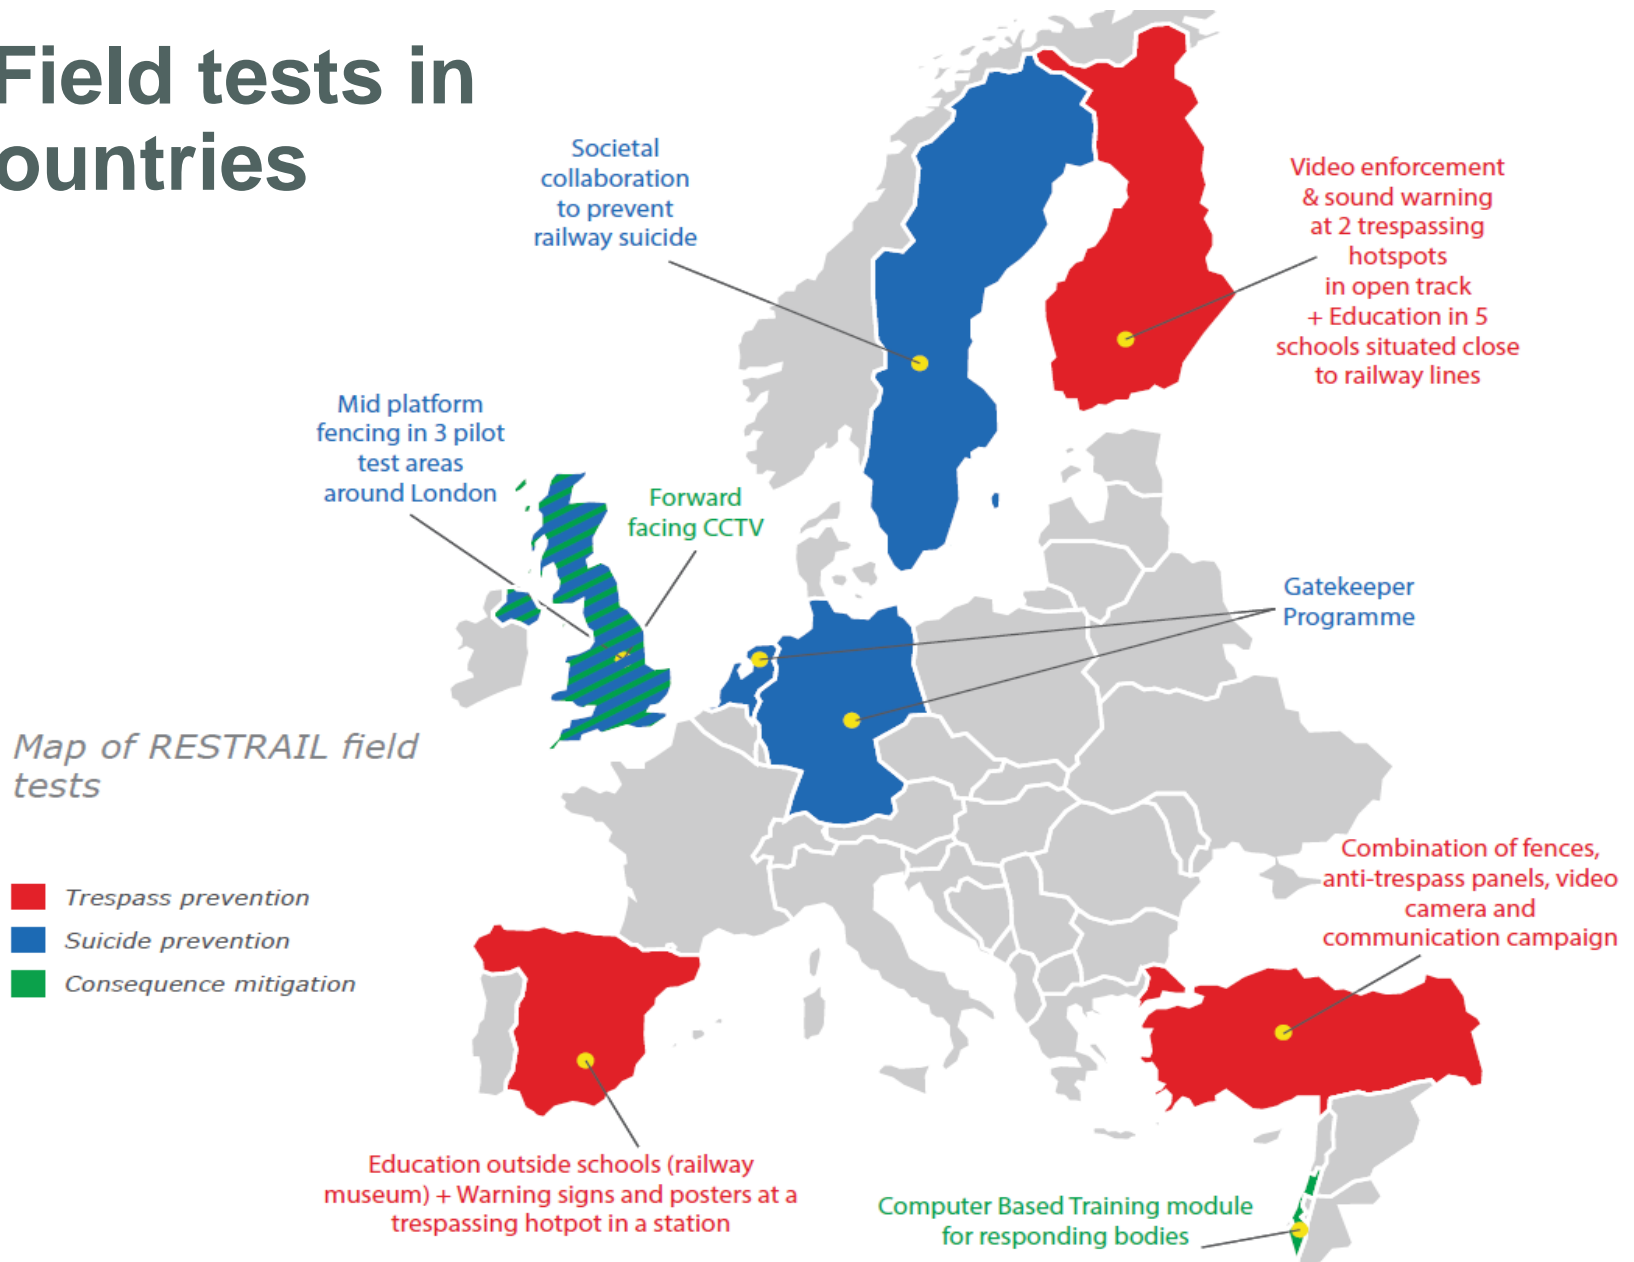 Field tests in
ountries
Societal
collaboration
to prevent
railway suicide
Video enforcement
& sound warning
at 2 trespassing
hotspots
in open track
+ Education in 5
schools situated close
to railway lines
Mid platform
fencing in 3 pilot
test areas
around London
Forward
facing CCTV
Gatekeeper
Programme
Map of RESTRAIL field
tests
Trespass prevention
Suicide prevention
Consequence mitigation
Combination of fences,
anti-trespass panels, video
camera and
communication campaign
Education outside schools (railway
museum) + Warning signs and posters at a
trespassing hotpot in a station
Computer Based Training module
for responding bodies